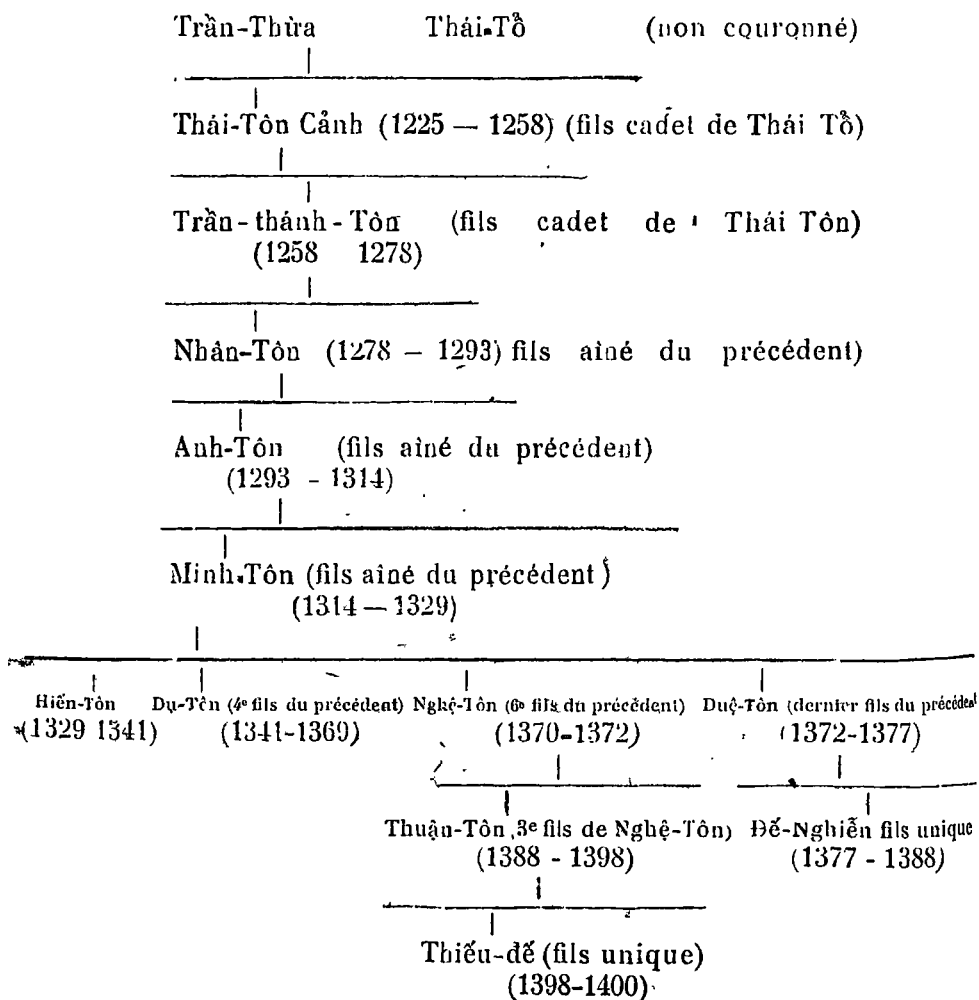 Trần-Thừa Thái-Tổ (non couronné)
Thái-Tôn Cảnh (1225 — 1258) (fils cadet de Thái Tổ)
Trần-thánh-Tôn (fils cadet de Thái Tôn)
(1258 1278)
Nhân-Tôn (1278 — 1293) fils aîné du précédent)
Anh-Tôn (fils aîné du précédent)
(1293 - 1314)
Minh-Tôn (fils aîné du précédent)
(1314 — 1329)
Hiến-Tôn Dụ-Tôn (4e fils du précédent) Nghệ-Tôn (6e fils du précédent) Duệ-Tôn (dernier fils du précédent
(1329 1341) (1341-1369) (1370-1372) (1372-1377)
Thuận-Tôn, 3e fils de Nghệ-Tôn) Đế-Nghiễn fils unique
(1388 - 1398) (1377 - 1388)
Thiếu-đế (fils unique)
(1398-1400)